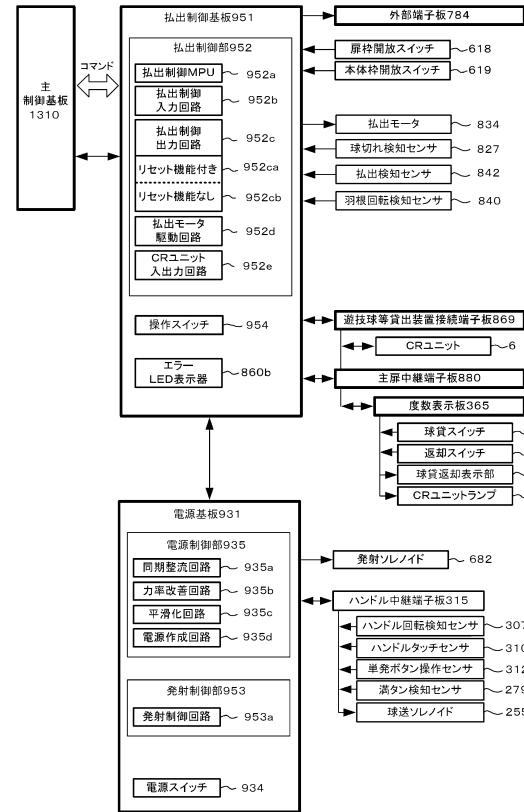 主
制御基板
1310
コマンド
払出制御基板951
払出制御部952
払出制御MPU
952a
払出制御
入力回路
952b
払出制御
出力回路
952c
リセット機能付き
952ca
リセット機能なし
952cb
払出モータ
駆動回路
952d
CRユニット
入出力回路
952e
操作スイッチ
954
エラー
LED表示器
860b
外部端子板784
扉枠開放スイッチ
618
本体枠開放スイッチ
619
払出モータ
834
球切れ検知センサ
827
払出検知センサ
842
羽根回転検知センサ
840
遊技球等貸出装置接続端子板869
CRユニット
6
主扉中継端子板880
度数表示板365
球貸スイッチ
返却スイッチ
球貸返却表示部
CRユニットランプ
電源基板931
電源制御部935
同期整流回路
935a
力率改善回路
935b
平滑化回路
935c
電源作成回路
935d
発射制御部953
発射制御回路
953a
電源スイッチ
934
発射ソレノイド
682
ハンドル中継端子板315
ハンドル回転検知センサ
307
ハンドルタッチセンサ
310
単発ボタン操作センサ
312
満タン検知センサ
279
球送ソレノイド
255